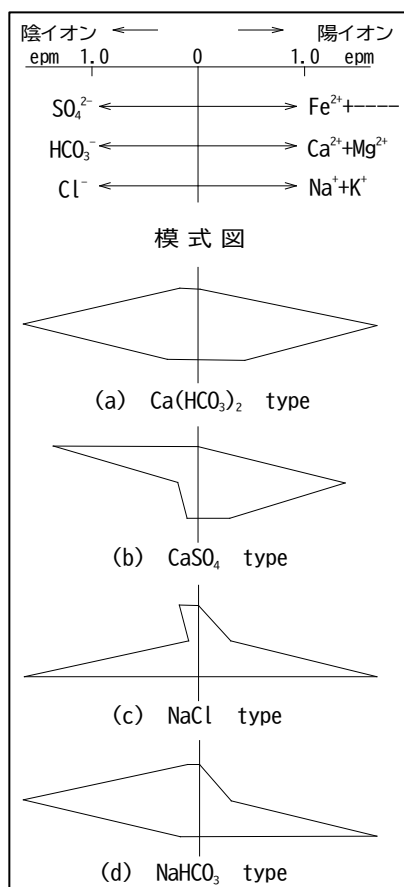 陰イオン ← → 陽イオン
epm 1.0 0 1.0 epm
SO₄²⁻ Fe²⁺+----
HCO₃⁻ Ca²⁺+Mg²⁺
Cl⁻ Na⁺+K⁺
模式図
(a) Ca(HCO₃)₂ type
(b) CaSO₄ type
(c) NaCl type
(d) NaHCO₃ type